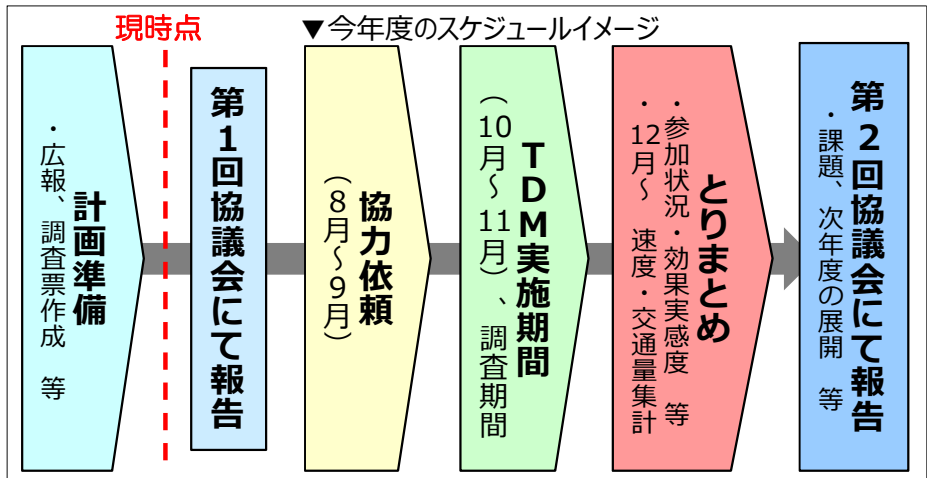 ▼今年度のスケジュールイメージ
計画準備
・広報、調査票作成 等
現時点
第1回協議会にて報告
協力依頼
(8月～9月)
TDM実施期間
(10月～11月)、調査期間
とりまとめ
・参加状況・効果実感度 等
・12月～ 速度・交通量集計
第2回協議会にて報告
・課題、次年度の展開 等